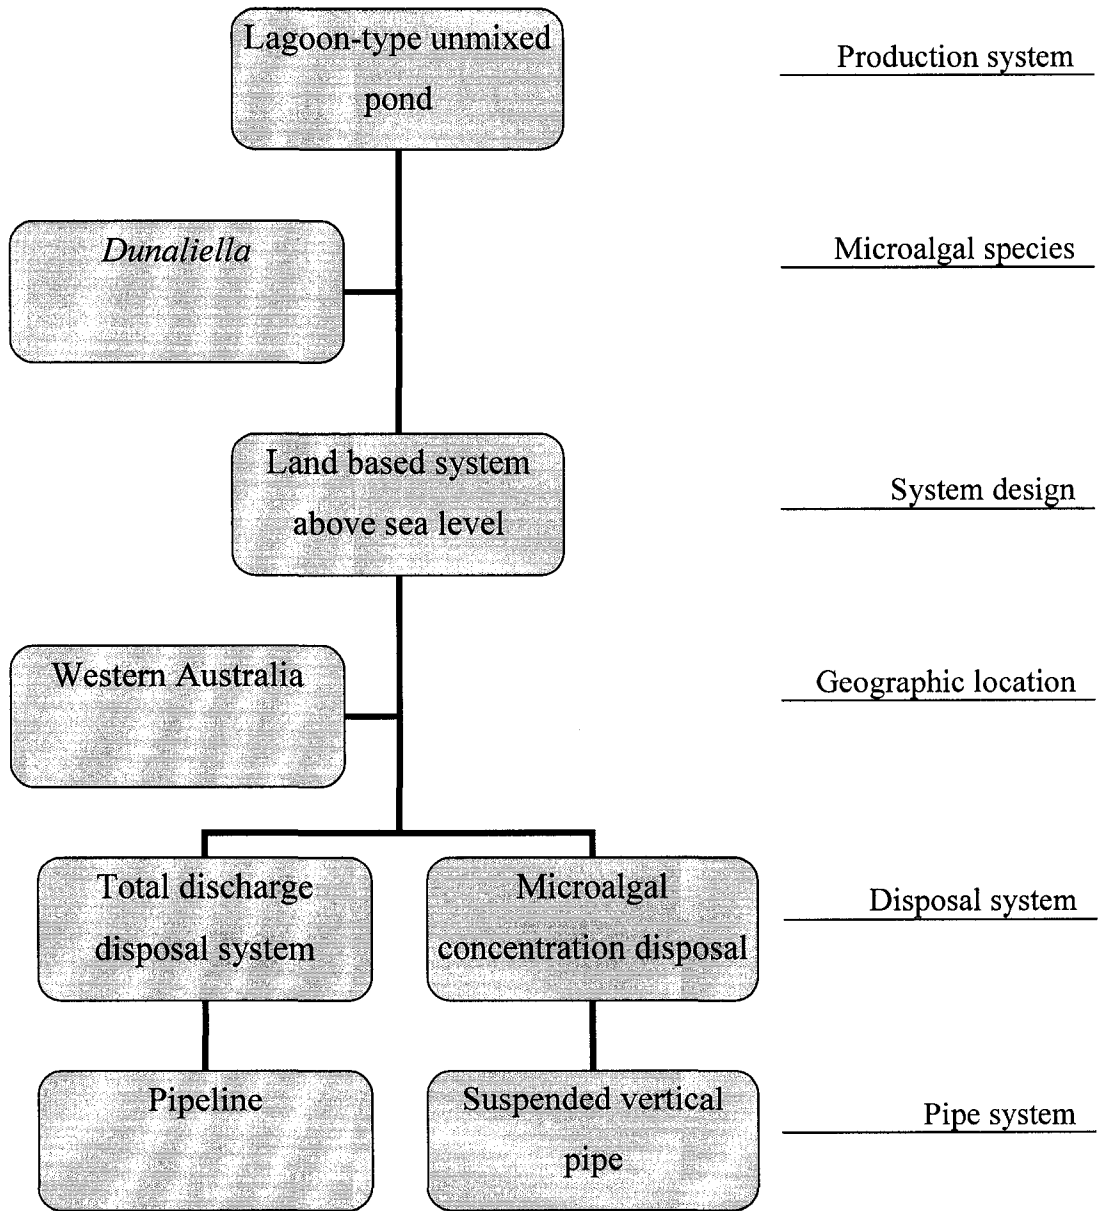 Lagoon-type unmixed
pond
Production system
Dunaliella
Microalgal species
Land based system
above sea level
System design
Western Australia
Geographic location
Total discharge
disposal system
Microalgal
concentration disposal
Disposal system
Pipeline
Suspended vertical
pipe
Pipe system